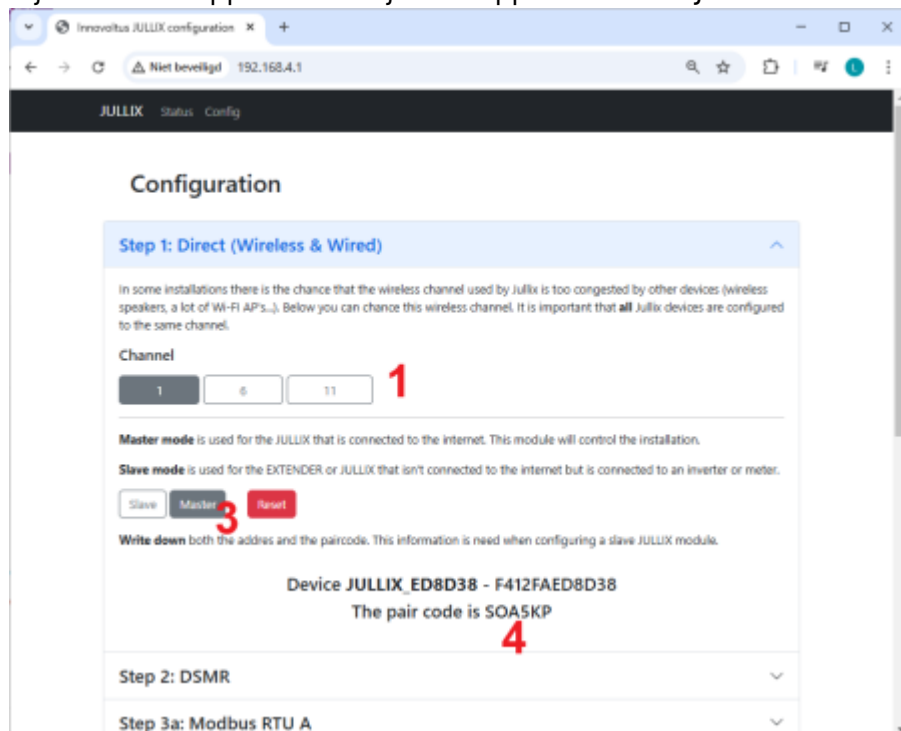 Innovoltus JULLIX configuration
Niet beveiligd 192.168.4.1
L
JULLIX Status Config
Configuration
Step 1: Direct (Wireless & Wired)
In some installations there is the chance that the wireless channel used by Jullix is too congested by other devices (wireless
speakers, a lot of Wi-Fi AP's...). Below you can chance this wireless channel. It is important that all Jullix devices are configured
to the same channel.
Channel
1 6 11 1
Master mode is used for the JULLIX that is connected to the internet. This module will control the installation.
Slave mode is used for the EXTENDER or JULLIX that isn't connected to the internet but is connected to an inverter or meter.
Slave Master Reset
3
Write down both the addres and the paircode. This information is need when configuring a slave JULLIX module.
Device JULLIX_ED8D38 - F412FAED8D38
The pair code is SOA5KP
4
Step 2: DSMR
Step 3a: Modbus RTU A